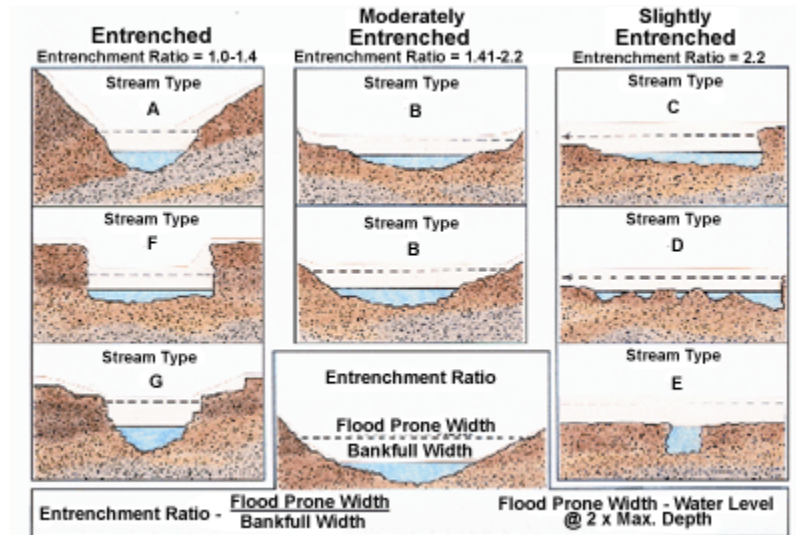 Entrenched
Entrenchment Ratio = 1.0-1.4
Stream Type
A
Stream Type
F
Stream Type
G
Moderately
Entrenched
Entrenchment Ratio = 1.41-2.2
Stream Type
B
Stream Type
B
Slightly
Entrenched
Entrenchment Ratio = 2.2
Stream Type
C
Stream Type
D
Stream Type
E
Entrenchment Ratio
Flood Prone Width
Bankfull Width
Entrenchment Ratio - Flood Prone Width
Bankfull Width
Flood Prone Width - Water Level
@ 2 x Max. Depth